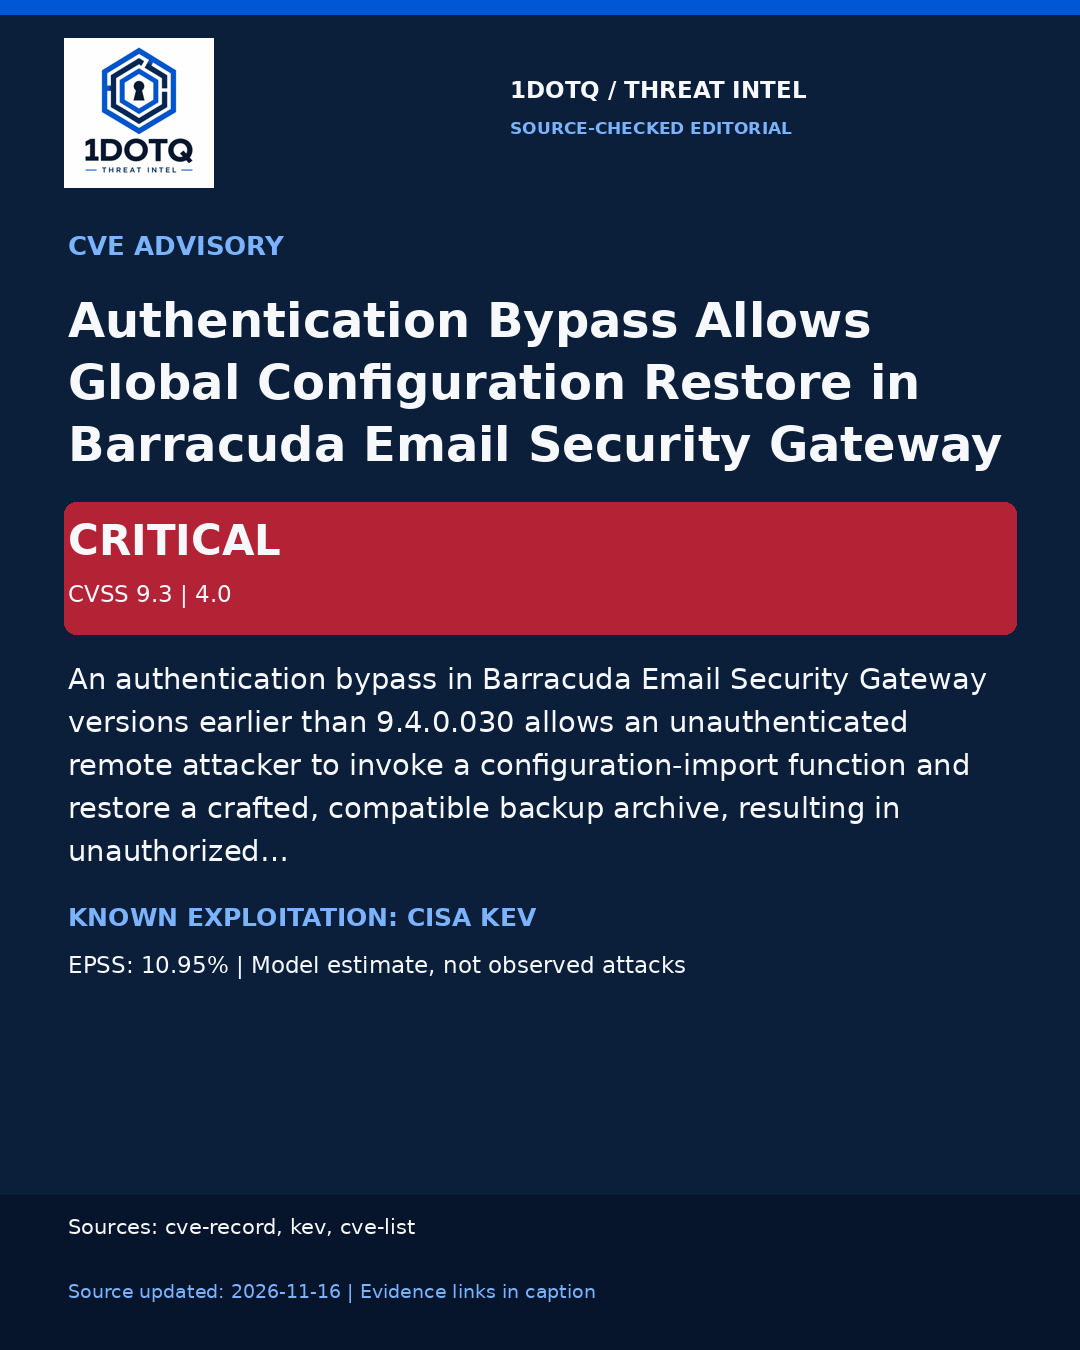 1DOTQ
THREAT INTEL
1DOTQ / THREAT INTEL
SOURCE-CHECKED EDITORIAL
CVE ADVISORY
Authentication Bypass Allows
Global Configuration Restore in
Barracuda Email Security Gateway
CRITICAL
CVSS 9.3 | 4.0
An authentication bypass in Barracuda Email Security Gateway
versions earlier than 9.4.0.030 allows an unauthenticated
remote attacker to invoke a configuration-import function and
restore a crafted, compatible backup archive, resulting in
unauthorized...
KNOWN EXPLOITATION: CISA KEV
EPSS: 10.95% | Model estimate, not observed attacks
Sources: cve-record, kev, cve-list
Source updated: 2026-11-16 | Evidence links in caption